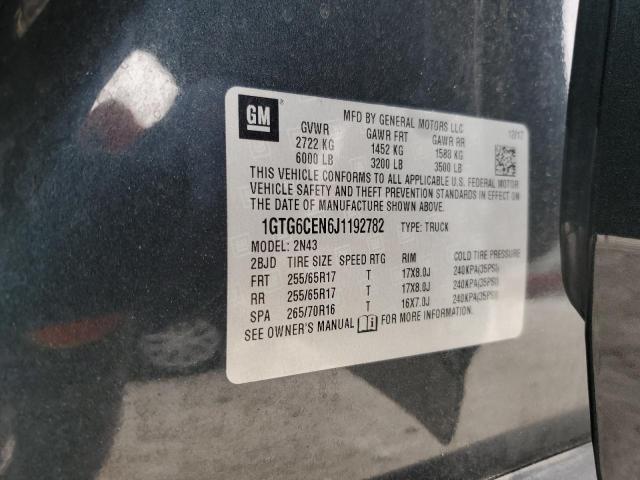 GM
MFD BY GENERAL MOTORS LLC
12/17
GVWR GAWR FRT GAWR RR
2722 KG 1452 KG 1588 KG
6000 LB 3200 LB 3500 LB
THIS VEHICLE CONFORMS TO ALL APPLICABLE U.S. FEDERAL MOTOR
VEHICLE SAFETY AND THEFT PREVENTION STANDARDS IN EFFECT ON
THE DATE OF MANUFACTURE SHOWN ABOVE.
1GTG6CEN6J1192782 TYPE: TRUCK
MODEL: 2N43
2BJD TIRE SIZE SPEED RTG RIM COLD TIRE PRESSURE
FRT 255/65R17 T 17X8.0J 240KPA(35PSI)
RR 255/65R17 T 17X8.0J 240KPA(35PSI)
SPA 265/70R16 T 16X7.0J 240KPA(35PSI)
SEE OWNER'S MANUAL FOR MORE INFORMATION.